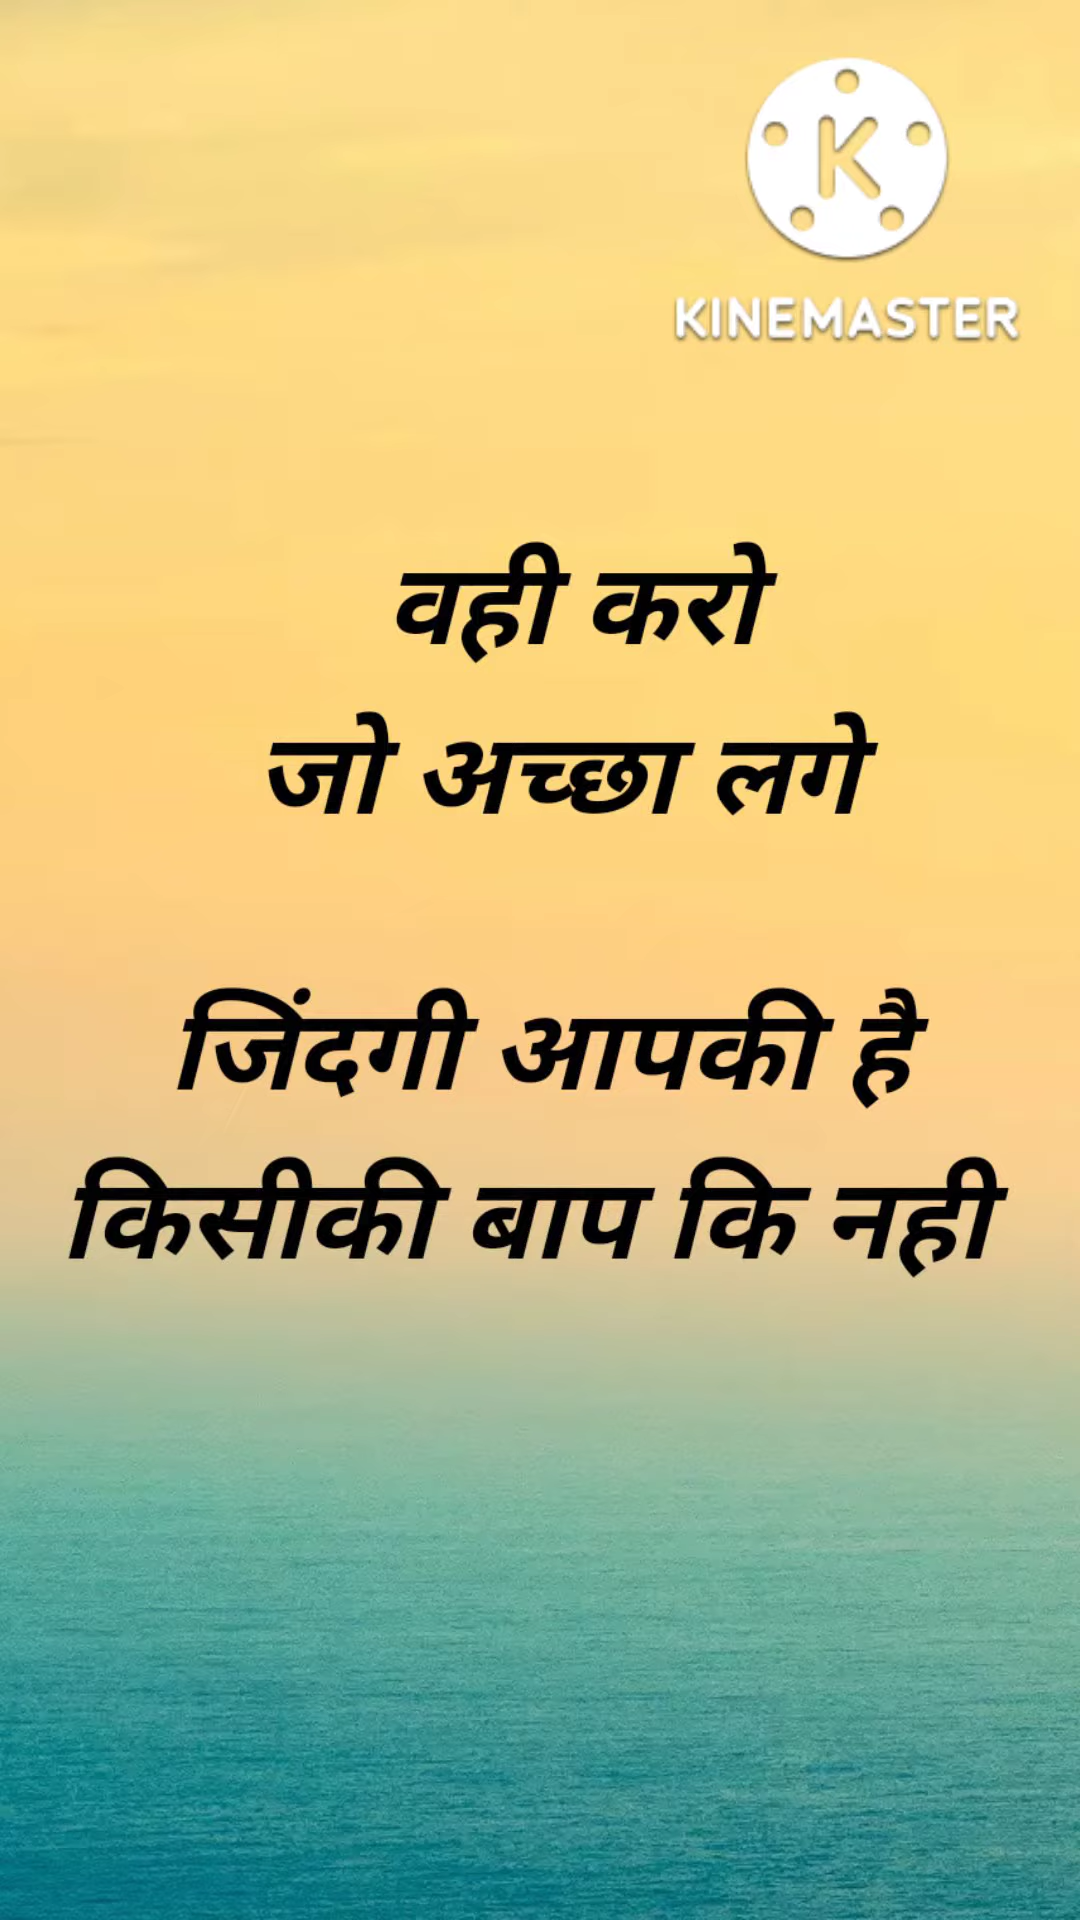 K
KINEMASTER
वही करो
जो अच्छा लगे
जिंदगी आपकी है
किसीकी बाप कि नही